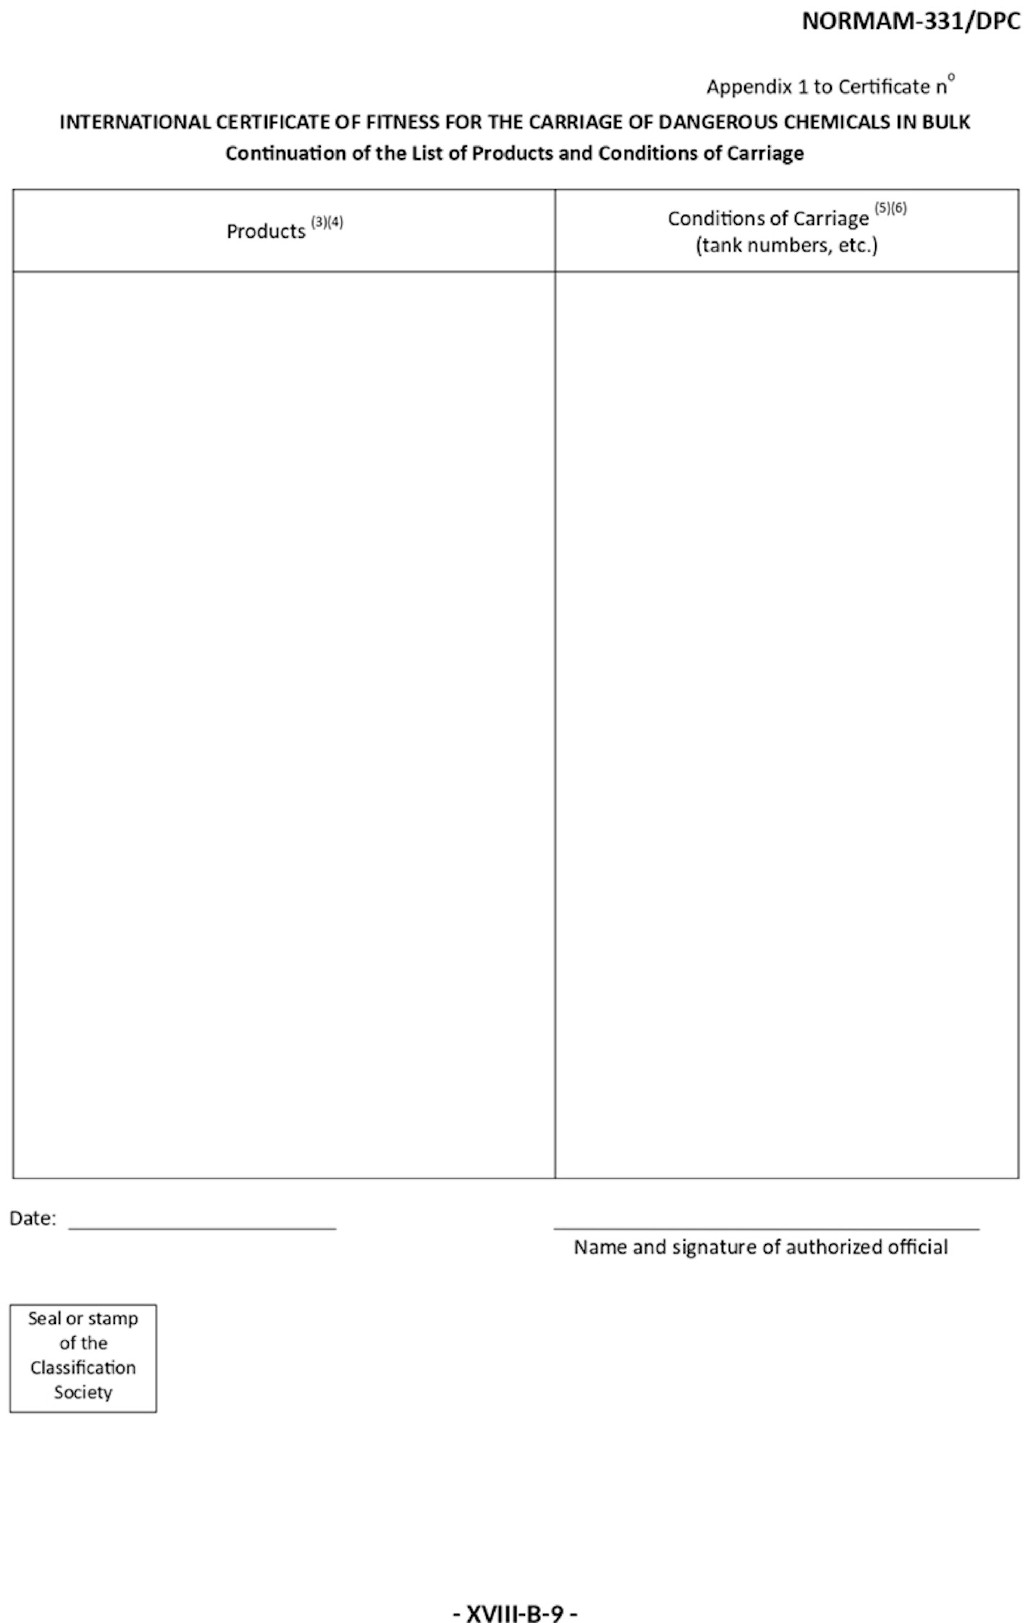 NORMAM-331/DPC
Appendix 1 to Certificate nº
INTERNATIONAL CERTIFICATE OF FITNESS FOR THE CARRIAGE OF DANGEROUS CHEMICALS IN BULK
Continuation of the List of Products and Conditions of Carriage
Products (3)(4)
Conditions of Carriage (5)(6)
(tank numbers, etc.)
Date:
Name and signature of authorized official
Seal or stamp
of the
Classification
Society
- XVIII-B-9 -